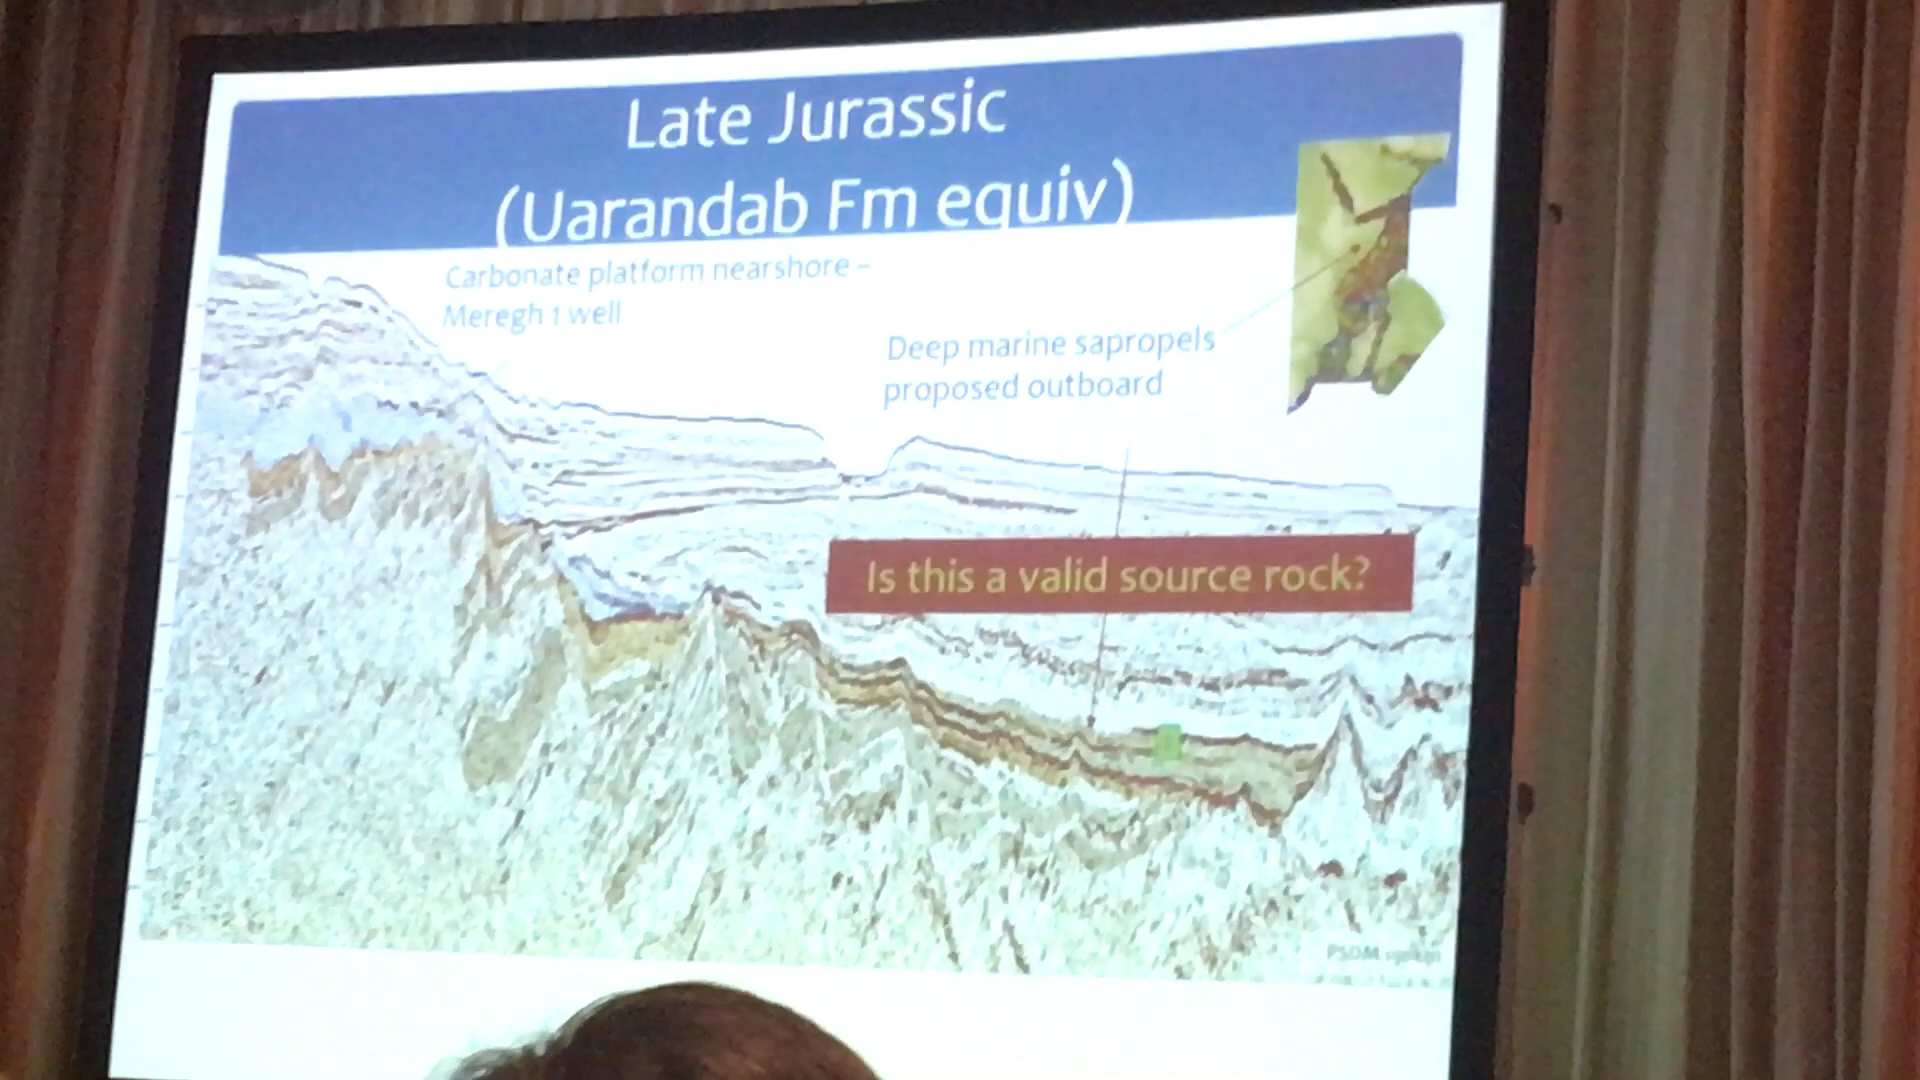 Late Jurassic
(Uarandab Fm equiv)
Carbonate platform nearshore –
Meregh 1 well
Deep marine sapropels
proposed outboard
Is this a valid source rock?
PSDM